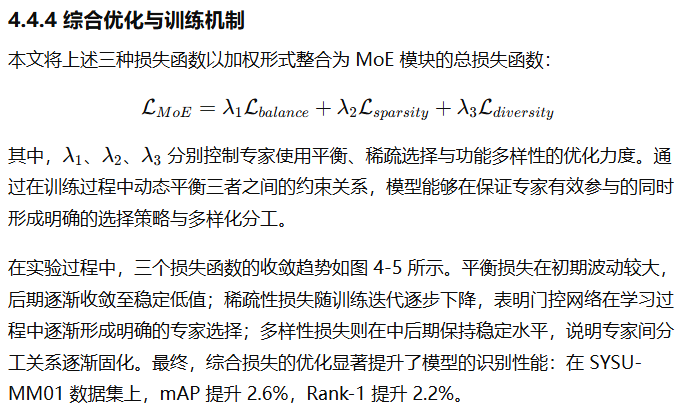 4.4.4 综合优化与训练机制
本文将上述三种损失函数以加权形式整合为 MoE 模块的总损失函数：
ℒ_{MoE} = λ₁ℒ_{balance} + λ₂ℒ_{sparsity} + λ₃ℒ_{diversity}
其中，λ₁、λ₂、λ₃ 分别控制专家使用平衡、稀疏选择与功能多样性的优化力度。通
过在训练过程中动态平衡三者之间的约束关系，模型能够在保证专家有效参与的同时
形成明确的选择策略与多样化分工。
在实验过程中，三个损失函数的收敛趋势如图 4-5 所示。平衡损失在初期波动较大，
后期逐渐收敛至稳定低值；稀疏性损失随训练迭代逐步下降，表明门控网络在学习过
程中逐渐形成明确的专家选择；多样性损失则在中后期保持稳定水平，说明专家间分
工关系逐渐固化。最终，综合损失的优化显著提升了模型的识别性能：在 SYSU-
MM01 数据集上，mAP 提升 2.6%，Rank-1 提升 2.2%。